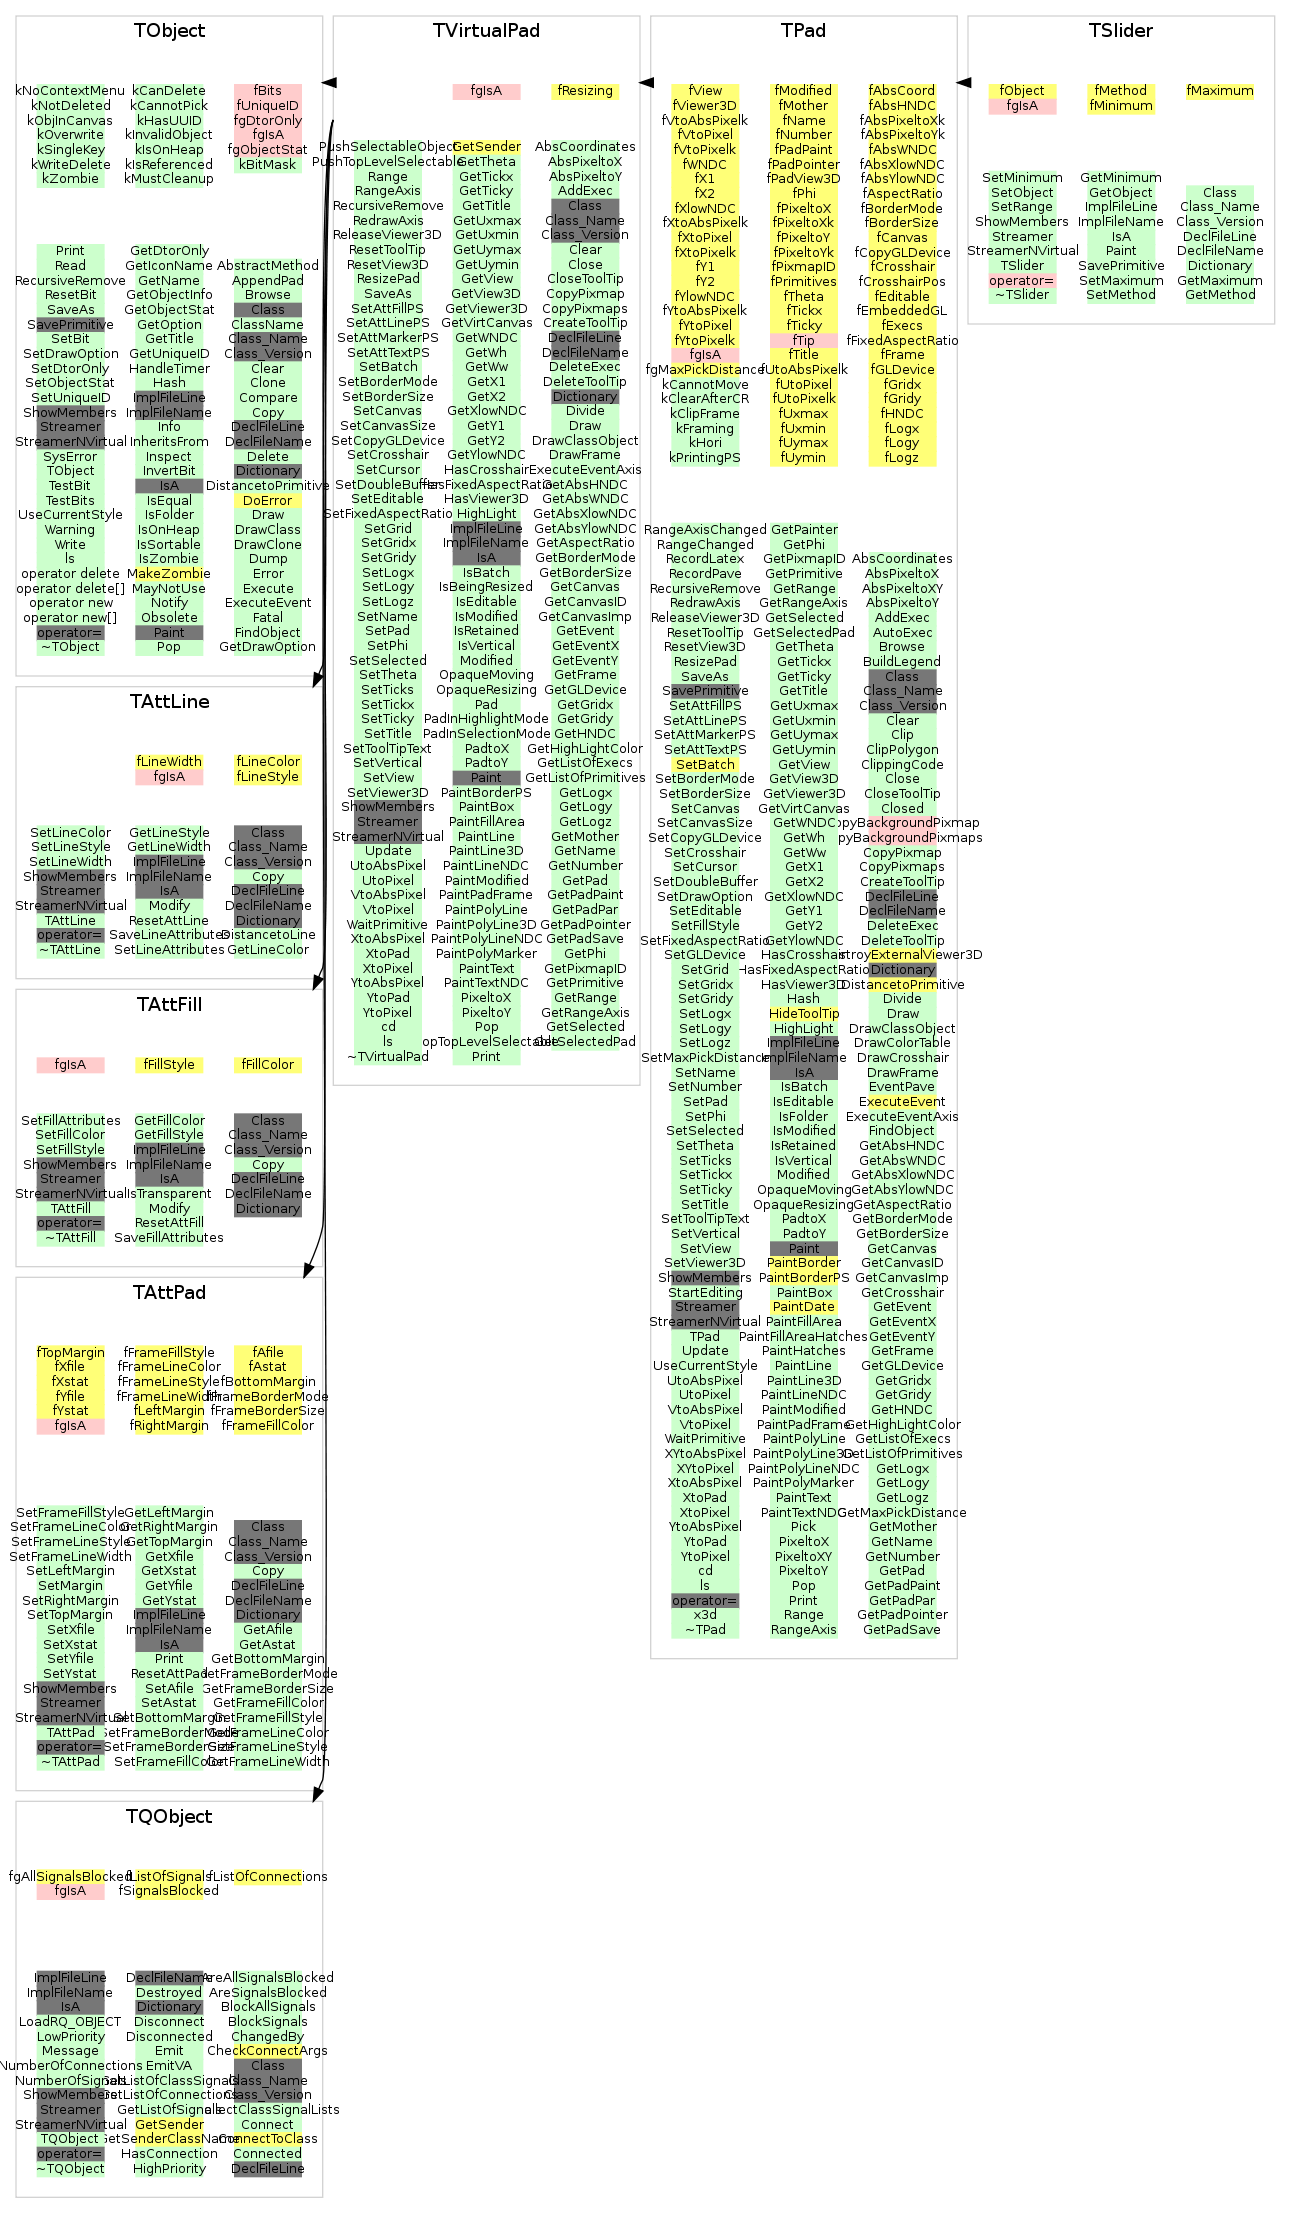 TObject
kNoContextMenu
kNotDeleted
kObjInCanvas
kOverwrite
kSingleKey
kWriteDelete
kZombie
kCanDelete
kCannotPick
kHasUUID
kInvalidObject
kIsOnHeap
kIsReferenced
kMustCleanup
fBits
fUniqueID
fgDtorOnly
fgIsA
fgObjectStat
kBitMask
Print
Read
RecursiveRemove
ResetBit
SaveAs
SavePrimitive
SetBit
SetDrawOption
SetDtorOnly
SetObjectStat
SetUniqueID
ShowMembers
Streamer
StreamerNVirtual
SysError
TObject
TestBit
TestBits
UseCurrentStyle
Warning
Write
ls
operator delete
operator delete[]
operator new
operator new[]
operator=
~TObject
GetDtorOnly
GetIconName
GetName
GetObjectInfo
GetObjectStat
GetOption
GetTitle
GetUniqueID
HandleTimer
Hash
ImplFileLine
ImplFileName
Info
InheritsFrom
Inspect
InvertBit
IsA
IsEqual
IsFolder
IsOnHeap
IsSortable
IsZombie
MakeZombie
MayNotUse
Notify
Obsolete
Paint
Pop
AbstractMethod
AppendPad
Browse
Class
ClassName
Class_Name
Class_Version
Clear
Clone
Compare
Copy
DeclFileLine
DeclFileName
Delete
Dictionary
DistancetoPrimitive
DoError
Draw
DrawClass
DrawClone
Dump
Error
Execute
ExecuteEvent
Fatal
FindObject
GetDrawOption
TVirtualPad
fgIsA
fResizing
PushSelectableObject
PushTopLevelSelectable
Range
RangeAxis
RecursiveRemove
RedrawAxis
ReleaseViewer3D
ResetToolTip
ResetView3D
ResizePad
SaveAs
SetAttFillPS
SetAttLinePS
SetAttMarkerPS
SetAttTextPS
SetBatch
SetBorderMode
SetBorderSize
SetCanvas
SetCanvasSize
SetCopyGLDevice
SetCrosshair
SetCursor
SetDoubleBuffer
SetEditable
SetFixedAspectRatio
SetGrid
SetGridx
SetGridy
SetLogx
SetLogy
SetLogz
SetName
SetPad
SetPhi
SetSelected
SetTheta
SetTicks
SetTickx
SetTicky
SetTitle
SetToolTipText
SetVertical
SetView
SetViewer3D
ShowMembers
Streamer
StreamerNVirtual
Update
UtoAbsPixel
UtoPixel
VtoAbsPixel
VtoPixel
WaitPrimitive
XtoAbsPixel
XtoPad
XtoPixel
YtoAbsPixel
YtoPad
YtoPixel
cd
ls
~TVirtualPad
GetSender
GetTheta
GetTickx
GetTicky
GetTitle
GetUxmax
GetUxmin
GetUymax
GetUymin
GetView
GetView3D
GetViewer3D
GetVirtCanvas
GetWNDC
GetWh
GetWw
GetX1
GetX2
GetXlowNDC
GetY1
GetY2
GetYlowNDC
HasCrosshair
HasFixedAspectRatio
HasViewer3D
HighLight
ImplFileLine
ImplFileName
IsA
IsBatch
IsBeingResized
IsEditable
IsModified
IsRetained
IsVertical
Modified
OpaqueMoving
OpaqueResizing
Pad
PadInHighlightMode
PadInSelectionMode
PadtoX
PadtoY
Paint
PaintBorderPS
PaintBox
PaintFillArea
PaintLine
PaintLine3D
PaintLineNDC
PaintModified
PaintPadFrame
PaintPolyLine
PaintPolyLine3D
PaintPolyLineNDC
PaintPolyMarker
PaintText
PaintTextNDC
PixeltoX
PixeltoY
Pop
opTopLevelSelectable
Print
AbsCoordinates
AbsPixeltoX
AbsPixeltoY
AddExec
Class
Class_Name
Class_Version
Clear
Close
CloseToolTip
CopyPixmap
CopyPixmaps
CreateToolTip
DeclFileLine
DeclFileName
DeleteExec
DeleteToolTip
Dictionary
Divide
Draw
DrawClassObject
DrawFrame
ExecuteEventAxis
GetAbsHNDC
GetAbsWNDC
GetAbsXlowNDC
GetAbsYlowNDC
GetAspectRatio
GetBorderMode
GetBorderSize
GetCanvas
GetCanvasID
GetCanvasImp
GetEvent
GetEventX
GetEventY
GetFrame
GetGLDevice
GetGridx
GetGridy
GetHNDC
GetHighLightColor
GetListOfExecs
GetListOfPrimitives
GetLogx
GetLogy
GetLogz
GetMother
GetName
GetNumber
GetPad
GetPadPaint
GetPadPar
GetPadPointer
GetPadSave
GetPhi
GetPixmapID
GetPrimitive
GetRange
GetRangeAxis
GetSelected
GetSelectedPad
TPad
fView
fViewer3D
fVtoAbsPixelk
fVtoPixel
fVtoPixelk
fWNDC
fX1
fX2
fXlowNDC
fXtoAbsPixelk
fXtoPixel
fXtoPixelk
fY1
fY2
fYlowNDC
fYtoAbsPixelk
fYtoPixel
fYtoPixelk
fgIsA
fgMaxPickDistance
kCannotMove
kClearAfterCR
kClipFrame
kFraming
kHori
kPrintingPS
fModified
fMother
fName
fNumber
fPadPaint
fPadPointer
fPadView3D
fPhi
fPixeltoX
fPixeltoXk
fPixeltoY
fPixeltoYk
fPixmapID
fPrimitives
fTheta
fTickx
fTicky
fTip
fTitle
fUtoAbsPixelk
fUtoPixel
fUtoPixelk
fUxmax
fUxmin
fUymax
fUymin
fAbsCoord
fAbsHNDC
fAbsPixeltoXk
fAbsPixeltoYk
fAbsWNDC
fAbsXlowNDC
fAbsYlowNDC
fAspectRatio
fBorderMode
fBorderSize
fCanvas
fCopyGLDevice
fCrosshair
fCrosshairPos
fEditable
fEmbeddedGL
fExecs
fFixedAspectRatio
fFrame
fGLDevice
fGridx
fGridy
fHNDC
fLogx
fLogy
fLogz
RangeAxisChanged
RangeChanged
RecordLatex
RecordPave
RecursiveRemove
RedrawAxis
ReleaseViewer3D
ResetToolTip
ResetView3D
ResizePad
SaveAs
SavePrimitive
SetAttFillPS
SetAttLinePS
SetAttMarkerPS
SetAttTextPS
SetBatch
SetBorderMode
SetBorderSize
SetCanvas
SetCanvasSize
SetCopyGLDevice
SetCrosshair
SetCursor
SetDoubleBuffer
SetDrawOption
SetEditable
SetFillStyle
SetFixedAspectRatio
SetGLDevice
SetGrid
SetGridx
SetGridy
SetLogx
SetLogy
SetLogz
SetMaxPickDistance
SetName
SetNumber
SetPad
SetPhi
SetSelected
SetTheta
SetTicks
SetTickx
SetTicky
SetTitle
SetToolTipText
SetVertical
SetView
SetViewer3D
ShowMembers
StartEditing
Streamer
StreamerNVirtual
TPad
Update
UseCurrentStyle
UtoAbsPixel
UtoPixel
VtoAbsPixel
VtoPixel
WaitPrimitive
XYtoAbsPixel
XYtoPixel
XtoAbsPixel
XtoPad
XtoPixel
YtoAbsPixel
YtoPad
YtoPixel
cd
ls
operator=
x3d
~TPad
GetPainter
GetPhi
GetPixmapID
GetPrimitive
GetRange
GetRangeAxis
GetSelected
GetSelectedPad
GetTheta
GetTickx
GetTicky
GetTitle
GetUxmax
GetUxmin
GetUymax
GetUymin
GetView
GetView3D
GetViewer3D
GetVirtCanvas
GetWNDC
GetWh
GetWw
GetX1
GetX2
GetXlowNDC
GetY1
GetY2
GetYlowNDC
HasCrosshair
HasFixedAspectRatio
HasViewer3D
Hash
HideToolTip
HighLight
ImplFileLine
ImplFileName
IsA
IsBatch
IsEditable
IsFolder
IsModified
IsRetained
IsVertical
Modified
OpaqueMoving
OpaqueResizing
PadtoX
PadtoY
Paint
PaintBorder
PaintBorderPS
PaintBox
PaintDate
PaintFillArea
PaintFillAreaHatches
PaintHatches
PaintLine
PaintLine3D
PaintLineNDC
PaintModified
PaintPadFrame
PaintPolyLine
PaintPolyLine3D
PaintPolyLineNDC
PaintPolyMarker
PaintText
PaintTextNDC
Pick
PixeltoX
PixeltoXY
PixeltoY
Pop
Print
Range
RangeAxis
AbsCoordinates
AbsPixeltoX
AbsPixeltoXY
AbsPixeltoY
AddExec
AutoExec
Browse
BuildLegend
Class
Class_Name
Class_Version
Clear
Clip
ClipPolygon
ClippingCode
Close
CloseToolTip
Closed
opyBackgroundPixmap
pyBackgroundPixmaps
CopyPixmap
CopyPixmaps
CreateToolTip
DeclFileLine
DeclFileName
DeleteExec
DeleteToolTip
stroyExternalViewer3D
Dictionary
DistancetoPrimitive
Divide
Draw
DrawClassObject
DrawColorTable
DrawCrosshair
DrawFrame
EventPave
ExecuteEvent
ExecuteEventAxis
FindObject
GetAbsHNDC
GetAbsWNDC
GetAbsXlowNDC
GetAbsYlowNDC
GetAspectRatio
GetBorderMode
GetBorderSize
GetCanvas
GetCanvasID
GetCanvasImp
GetCrosshair
GetEvent
GetEventX
GetEventY
GetFrame
GetGLDevice
GetGridx
GetGridy
GetHNDC
GetHighLightColor
GetListOfExecs
GetListOfPrimitives
GetLogx
GetLogy
GetLogz
GetMaxPickDistance
GetMother
GetName
GetNumber
GetPad
GetPadPaint
GetPadPar
GetPadPointer
GetPadSave
TSlider
fObject
fgIsA
fMethod
fMinimum
fMaximum
SetMinimum
SetObject
SetRange
ShowMembers
Streamer
StreamerNVirtual
TSlider
operator=
~TSlider
GetMinimum
GetObject
ImplFileLine
ImplFileName
IsA
Paint
SavePrimitive
SetMaximum
SetMethod
Class
Class_Name
Class_Version
DeclFileLine
DeclFileName
Dictionary
GetMaximum
GetMethod
TAttLine
fLineWidth
fgIsA
fLineColor
fLineStyle
SetLineColor
SetLineStyle
SetLineWidth
ShowMembers
Streamer
StreamerNVirtual
TAttLine
operator=
~TAttLine
GetLineStyle
GetLineWidth
ImplFileLine
ImplFileName
IsA
Modify
ResetAttLine
SaveLineAttributes
SetLineAttributes
Class
Class_Name
Class_Version
Copy
DeclFileLine
DeclFileName
Dictionary
DistancetoLine
GetLineColor
TAttFill
fgIsA
fFillStyle
fFillColor
SetFillAttributes
SetFillColor
SetFillStyle
ShowMembers
Streamer
StreamerNVirtual
TAttFill
operator=
~TAttFill
GetFillColor
GetFillStyle
ImplFileLine
ImplFileName
IsA
IsTransparent
Modify
ResetAttFill
SaveFillAttributes
Class
Class_Name
Class_Version
Copy
DeclFileLine
DeclFileName
Dictionary
TAttPad
fTopMargin
fXfile
fXstat
fYfile
fYstat
fgIsA
fFrameFillStyle
fFrameLineColor
fFrameLineStyle
fFrameLineWidth
fLeftMargin
fRightMargin
fAfile
fAstat
fBottomMargin
fFrameBorderMode
fFrameBorderSize
fFrameFillColor
SetFrameFillStyle
SetFrameLineColor
SetFrameLineStyle
SetFrameLineWidth
SetLeftMargin
SetMargin
SetRightMargin
SetTopMargin
SetXfile
SetXstat
SetYfile
SetYstat
ShowMembers
Streamer
StreamerNVirtual
TAttPad
operator=
~TAttPad
GetLeftMargin
GetRightMargin
GetTopMargin
GetXfile
GetXstat
GetYfile
GetYstat
ImplFileLine
ImplFileName
IsA
Print
ResetAttPad
SetAfile
SetAstat
SetBottomMargin
SetFrameBorderMode
SetFrameBorderSize
SetFrameFillColor
Class
Class_Name
Class_Version
Copy
DeclFileLine
DeclFileName
Dictionary
GetAfile
GetAstat
GetBottomMargin
GetFrameBorderMode
GetFrameBorderSize
GetFrameFillColor
GetFrameFillStyle
GetFrameLineColor
GetFrameLineStyle
GetFrameLineWidth
TQObject
fgAllSignalsBlocked
fgIsA
fListOfSignals
fSignalsBlocked
fListOfConnections
ImplFileLine
ImplFileName
IsA
LoadRQ_OBJECT
LowPriority
Message
NumberOfConnections
NumberOfSignals
ShowMembers
Streamer
StreamerNVirtual
TQObject
operator=
~TQObject
DeclFileName
Destroyed
Dictionary
Disconnect
Disconnected
Emit
EmitVA
GetListOfClassSignals
GetListOfConnections
GetListOfSignals
GetSender
GetSenderClassName
HasConnection
HighPriority
AreAllSignalsBlocked
AreSignalsBlocked
BlockAllSignals
BlockSignals
ChangedBy
CheckConnectArgs
Class
Class_Name
Class_Version
lectClassSignalLists
Connect
ConnectToClass
Connected
DeclFileLine